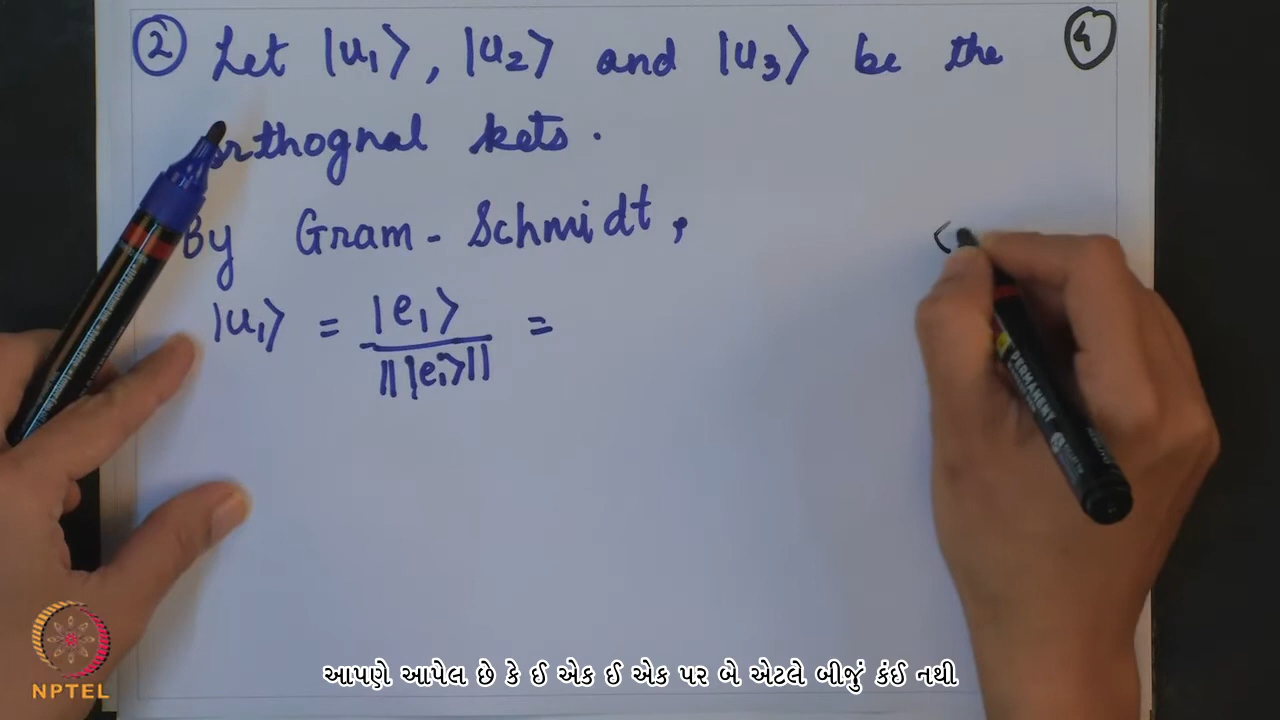 ② Let |u₁⟩, |u₂⟩ and |u₃⟩ be the ④
orthognal kets.
By Gram - Schmidt,
|u₁⟩ = |e₁⟩ / || |e₁⟩ || =
(
આપણે આપેલ છે કે ઈ એક ઈ એક પર બે એટલે બીજું કંઈ નથી
NPTEL